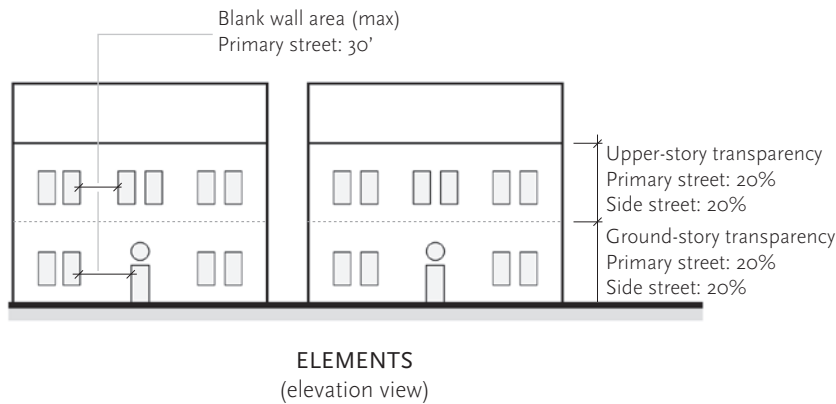 Blank wall area (max)
Primary street: 30’
Upper-story transparency
Primary street: 20%
Side street: 20%
Ground-story transparency
Primary street: 20%
Side street: 20%
ELEMENTS
(elevation view)